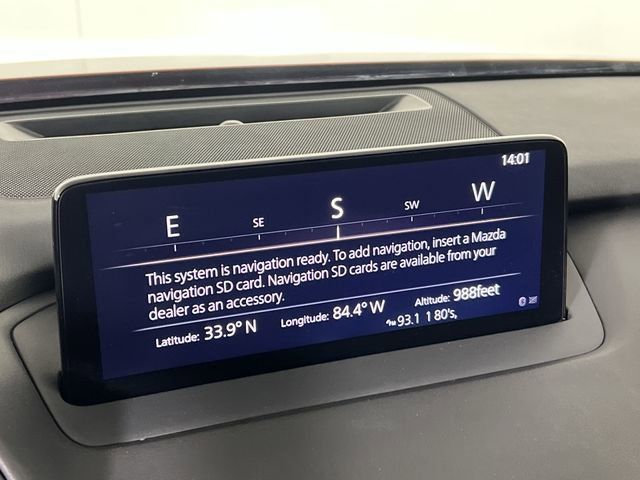 14:01
E SE S SW W
This system is navigation ready. To add navigation, insert a Mazda
navigation SD card. Navigation SD cards are available from your
dealer as an accessory.
Latitude: 33.9° N Longitude: 84.4° W Altitude: 988feet
93.1 1 80's,